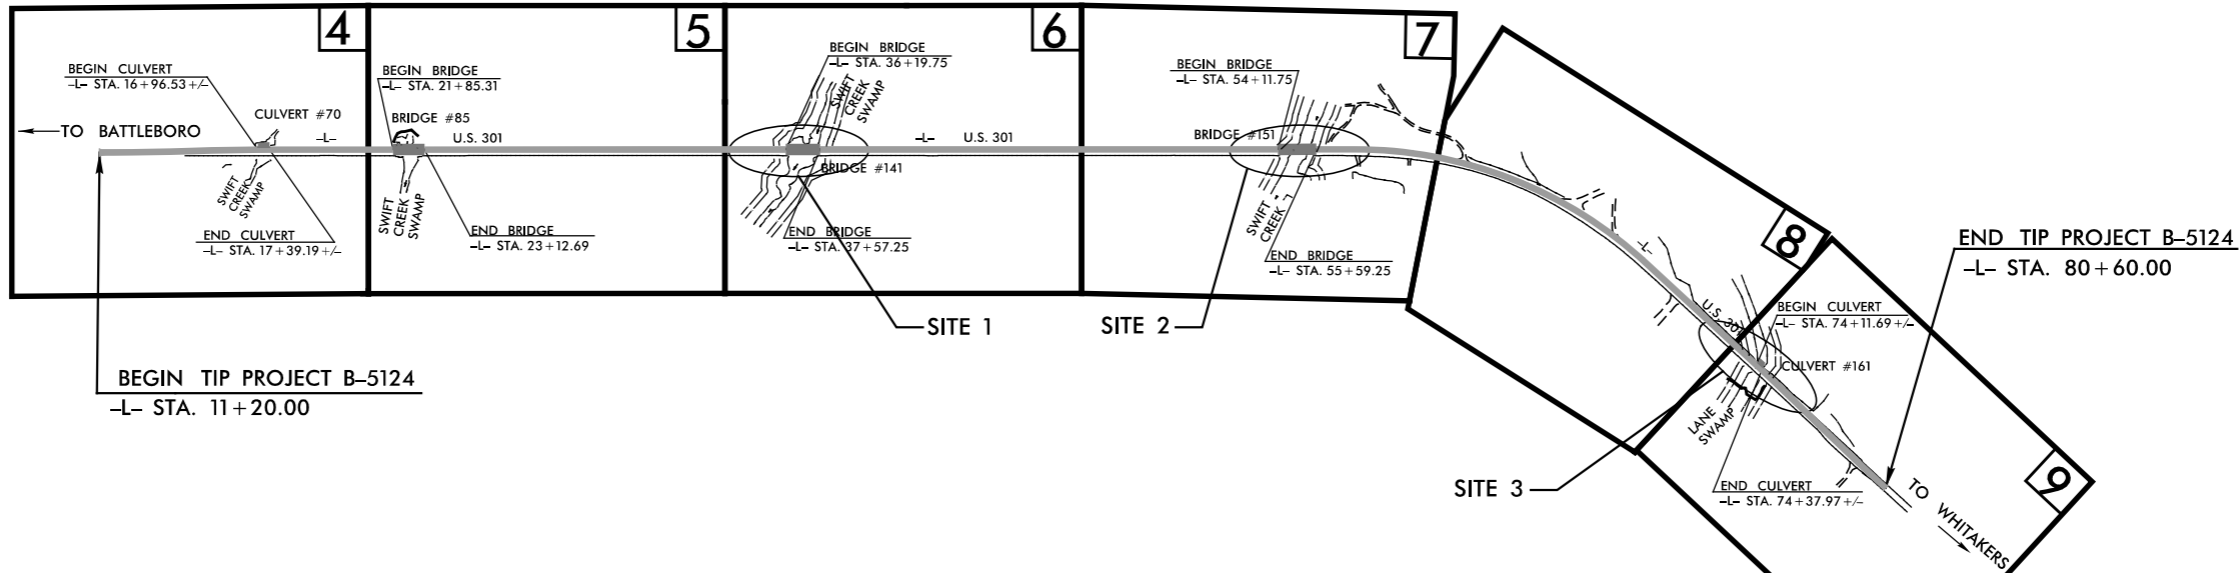 4
BEGIN CULVERT
-L- STA. 16+96.53+/-
CULVERT #70
TO BATTLEBORO
-L-
SWIFT
CREEK
SWAMP
END CULVERT
-L- STA. 17+39.19+/-
BEGIN TIP PROJECT B-5124
-L- STA. 11+20.00
5
BEGIN BRIDGE
-L- STA. 21+85.31
BRIDGE #85
U.S. 301
SWIFT
CREEK
SWAMP
END BRIDGE
-L- STA. 23+12.69
6
BEGIN BRIDGE
-L- STA. 36+19.75
SWIFT
CREEK
SWAMP
-L- U.S. 301
BRIDGE #141
END BRIDGE
-L- STA. 37+57.25
SITE 1
7
BEGIN BRIDGE
-L- STA. 54+11.75
BRIDGE #151
SWIFT
CREEK
END BRIDGE
-L- STA. 55+59.25
SITE 2
8
-L-
U.S. 301
END TIP PROJECT B-5124
-L- STA. 80+60.00
BEGIN CULVERT
-L- STA. 74+11.69+/-
CULVERT #161
LANE
SWAMP
END CULVERT
-L- STA. 74+37.97+/-
SITE 3
9
TO WHITAKERS